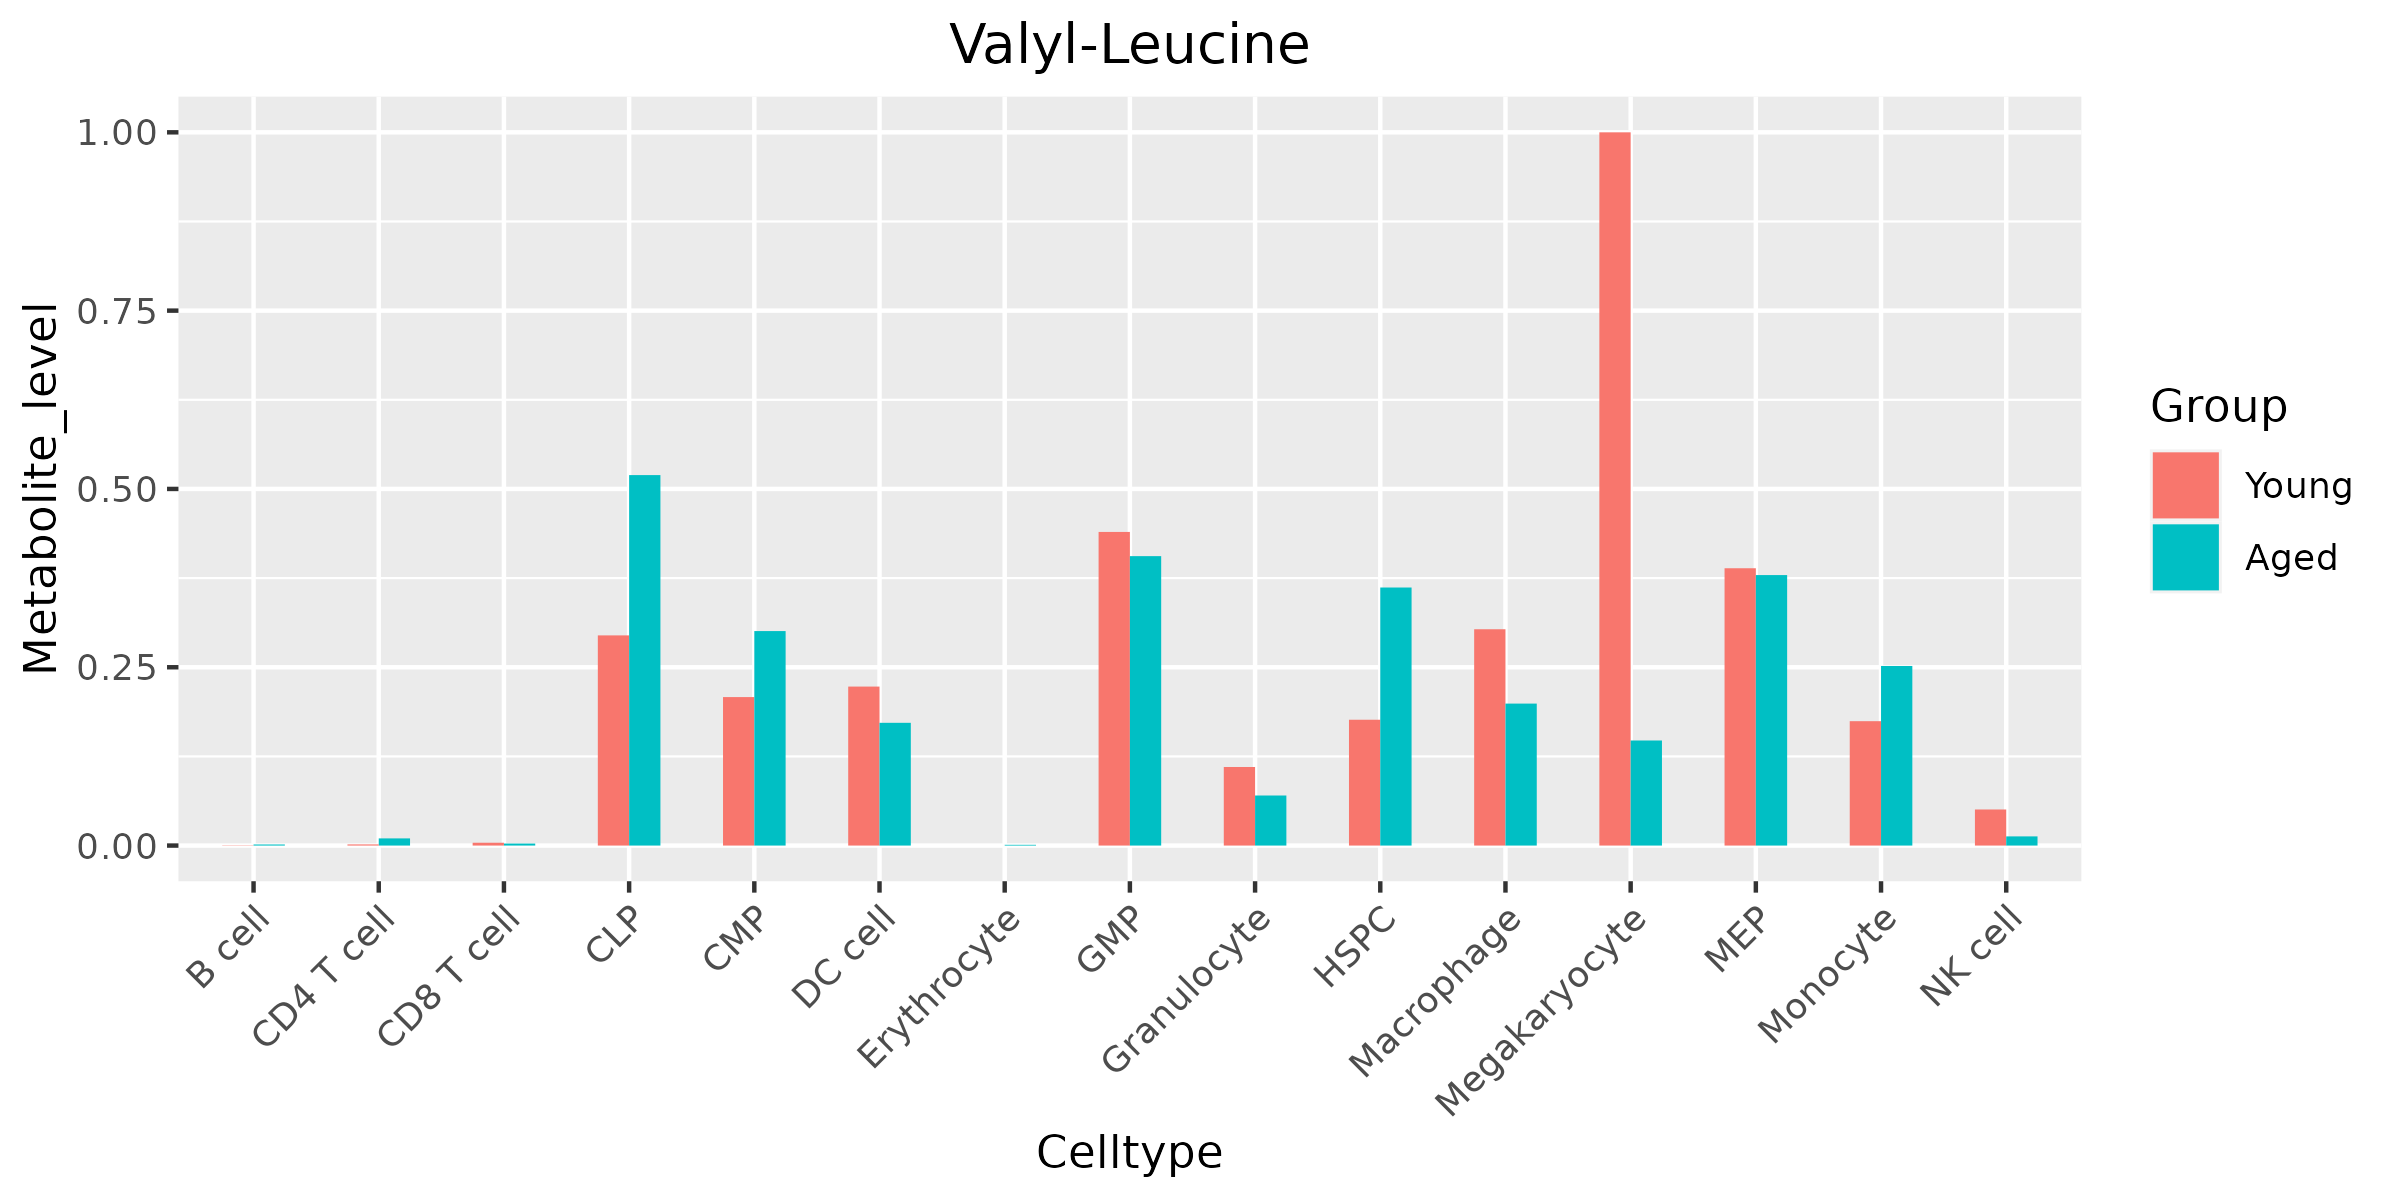 Valyl-Leucine
Metabolite_level
1.00
0.75
0.50
0.25
0.00
B cell
CD4 T cell
CD8 T cell
CLP
CMP
DC cell
Erythrocyte
GMP
Granulocyte
HSPC
Macrophage
Megakaryocyte
MEP
Monocyte
NK cell
Celltype
Group
Young
Aged